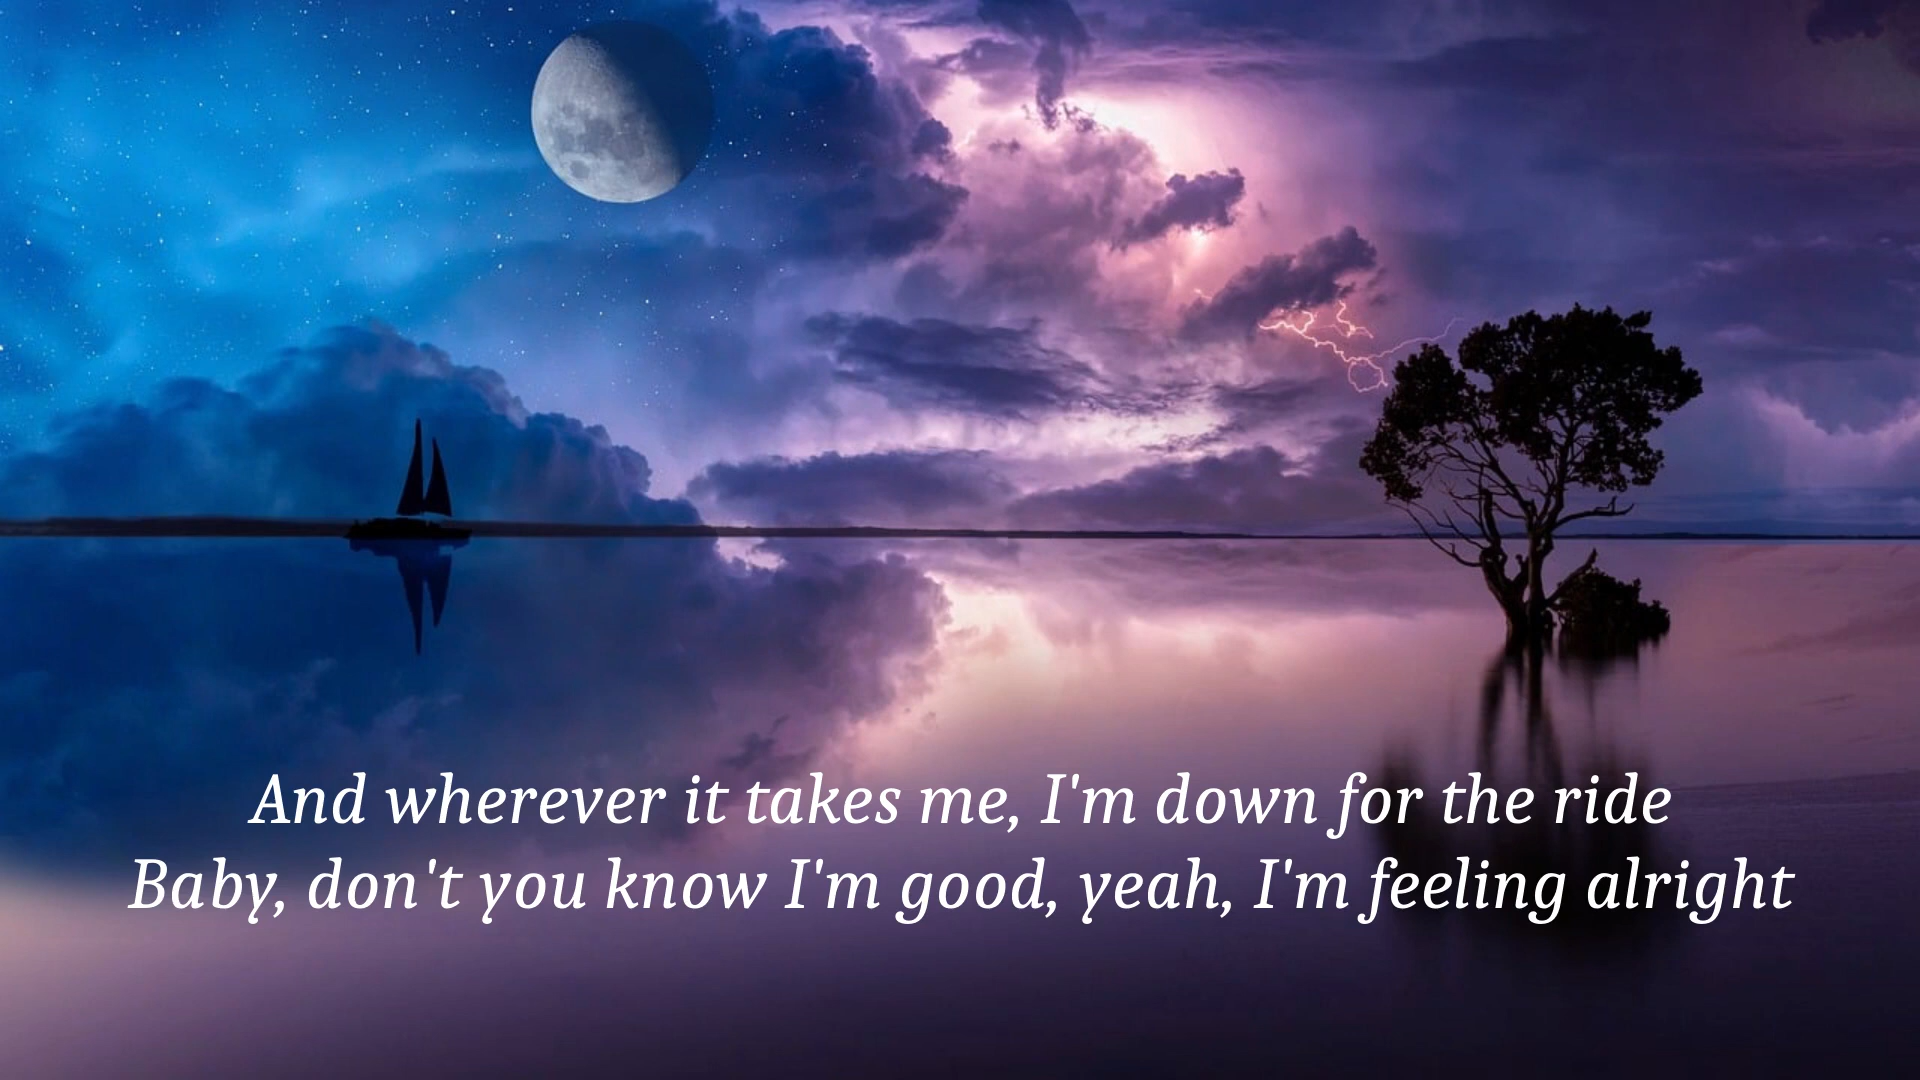 And wherever it takes me, I'm down for the ride
Baby, don't you know I'm good, yeah, I'm feeling alright